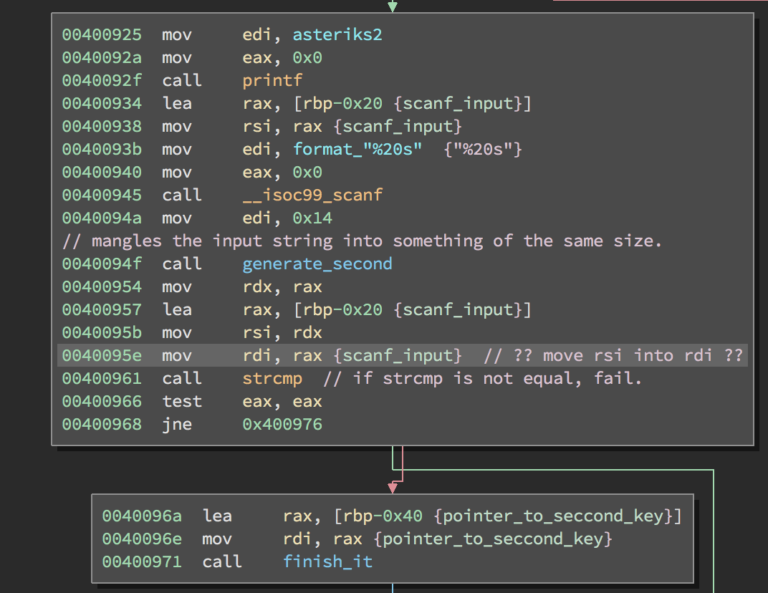 00400925 mov edi, asteriks2
0040092a mov eax, 0x0
0040092f call printf
00400934 lea rax, [rbp-0x20 {scanf_input}]
00400938 mov rsi, rax {scanf_input}
0040093b mov edi, format_"%20s" {"%20s"}
00400940 mov eax, 0x0
00400945 call __isoc99_scanf
0040094a mov edi, 0x14
// mangles the input string into something of the same size.
0040094f call generate_second
00400954 mov rdx, rax
00400957 lea rax, [rbp-0x20 {scanf_input}]
0040095b mov rsi, rdx
0040095e mov rdi, rax {scanf_input} // ?? move rsi into rdi ??
00400961 call strcmp // if strcmp is not equal, fail.
00400966 test eax, eax
00400968 jne 0x400976
0040096a lea rax, [rbp-0x40 {pointer_to_seccond_key}]
0040096e mov rdi, rax {pointer_to_seccond_key}
00400971 call finish_it